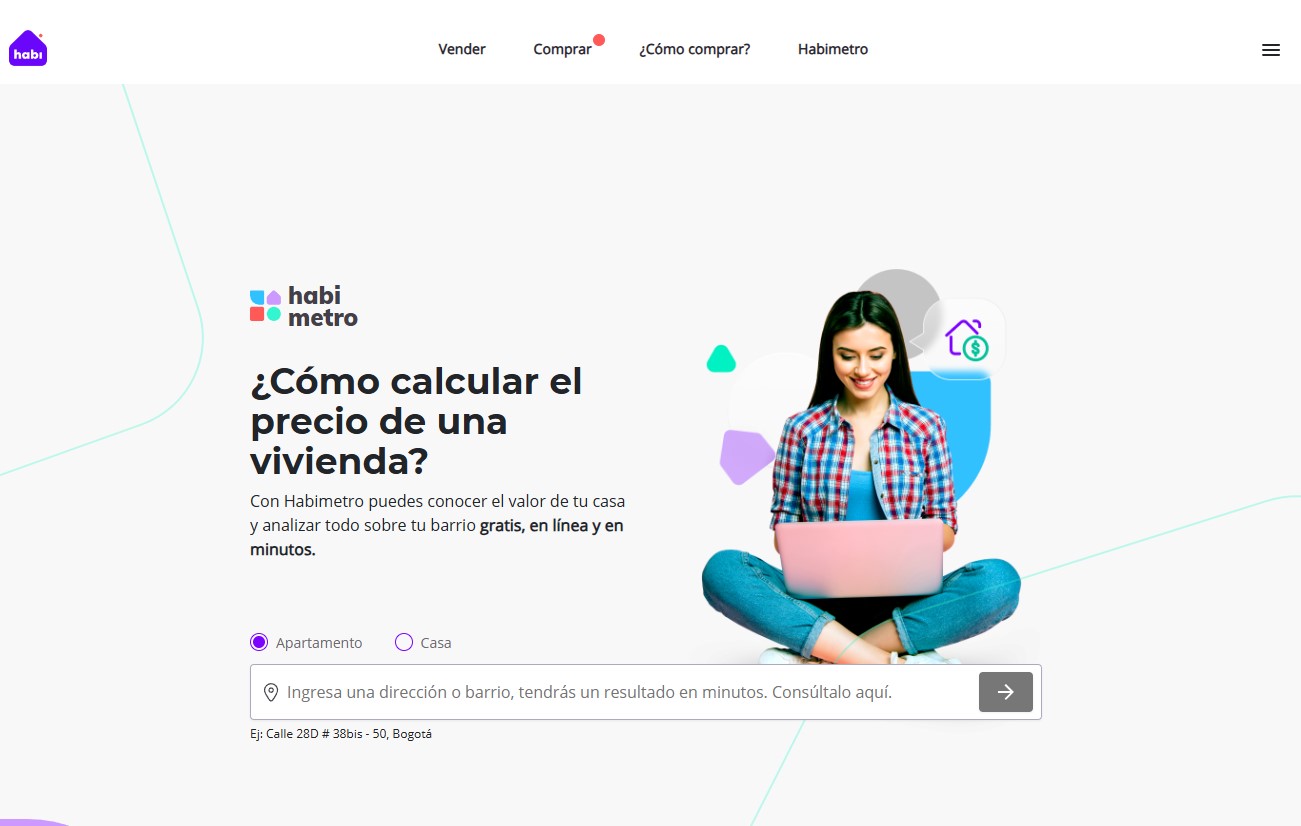 habi
Vender
Comprar
¿Cómo comprar?
Habimetro
habi
metro
¿Cómo calcular el
precio de una
vivienda?
Con Habimetro puedes conocer el valor de tu casa
y analizar todo sobre tu barrio gratis, en línea y en
minutos.
$
Apartamento
Casa
Ingresa una dirección o barrio, tendrás un resultado en minutos. Consúltalo aquí.
Ej: Calle 28D # 38bis - 50, Bogotá